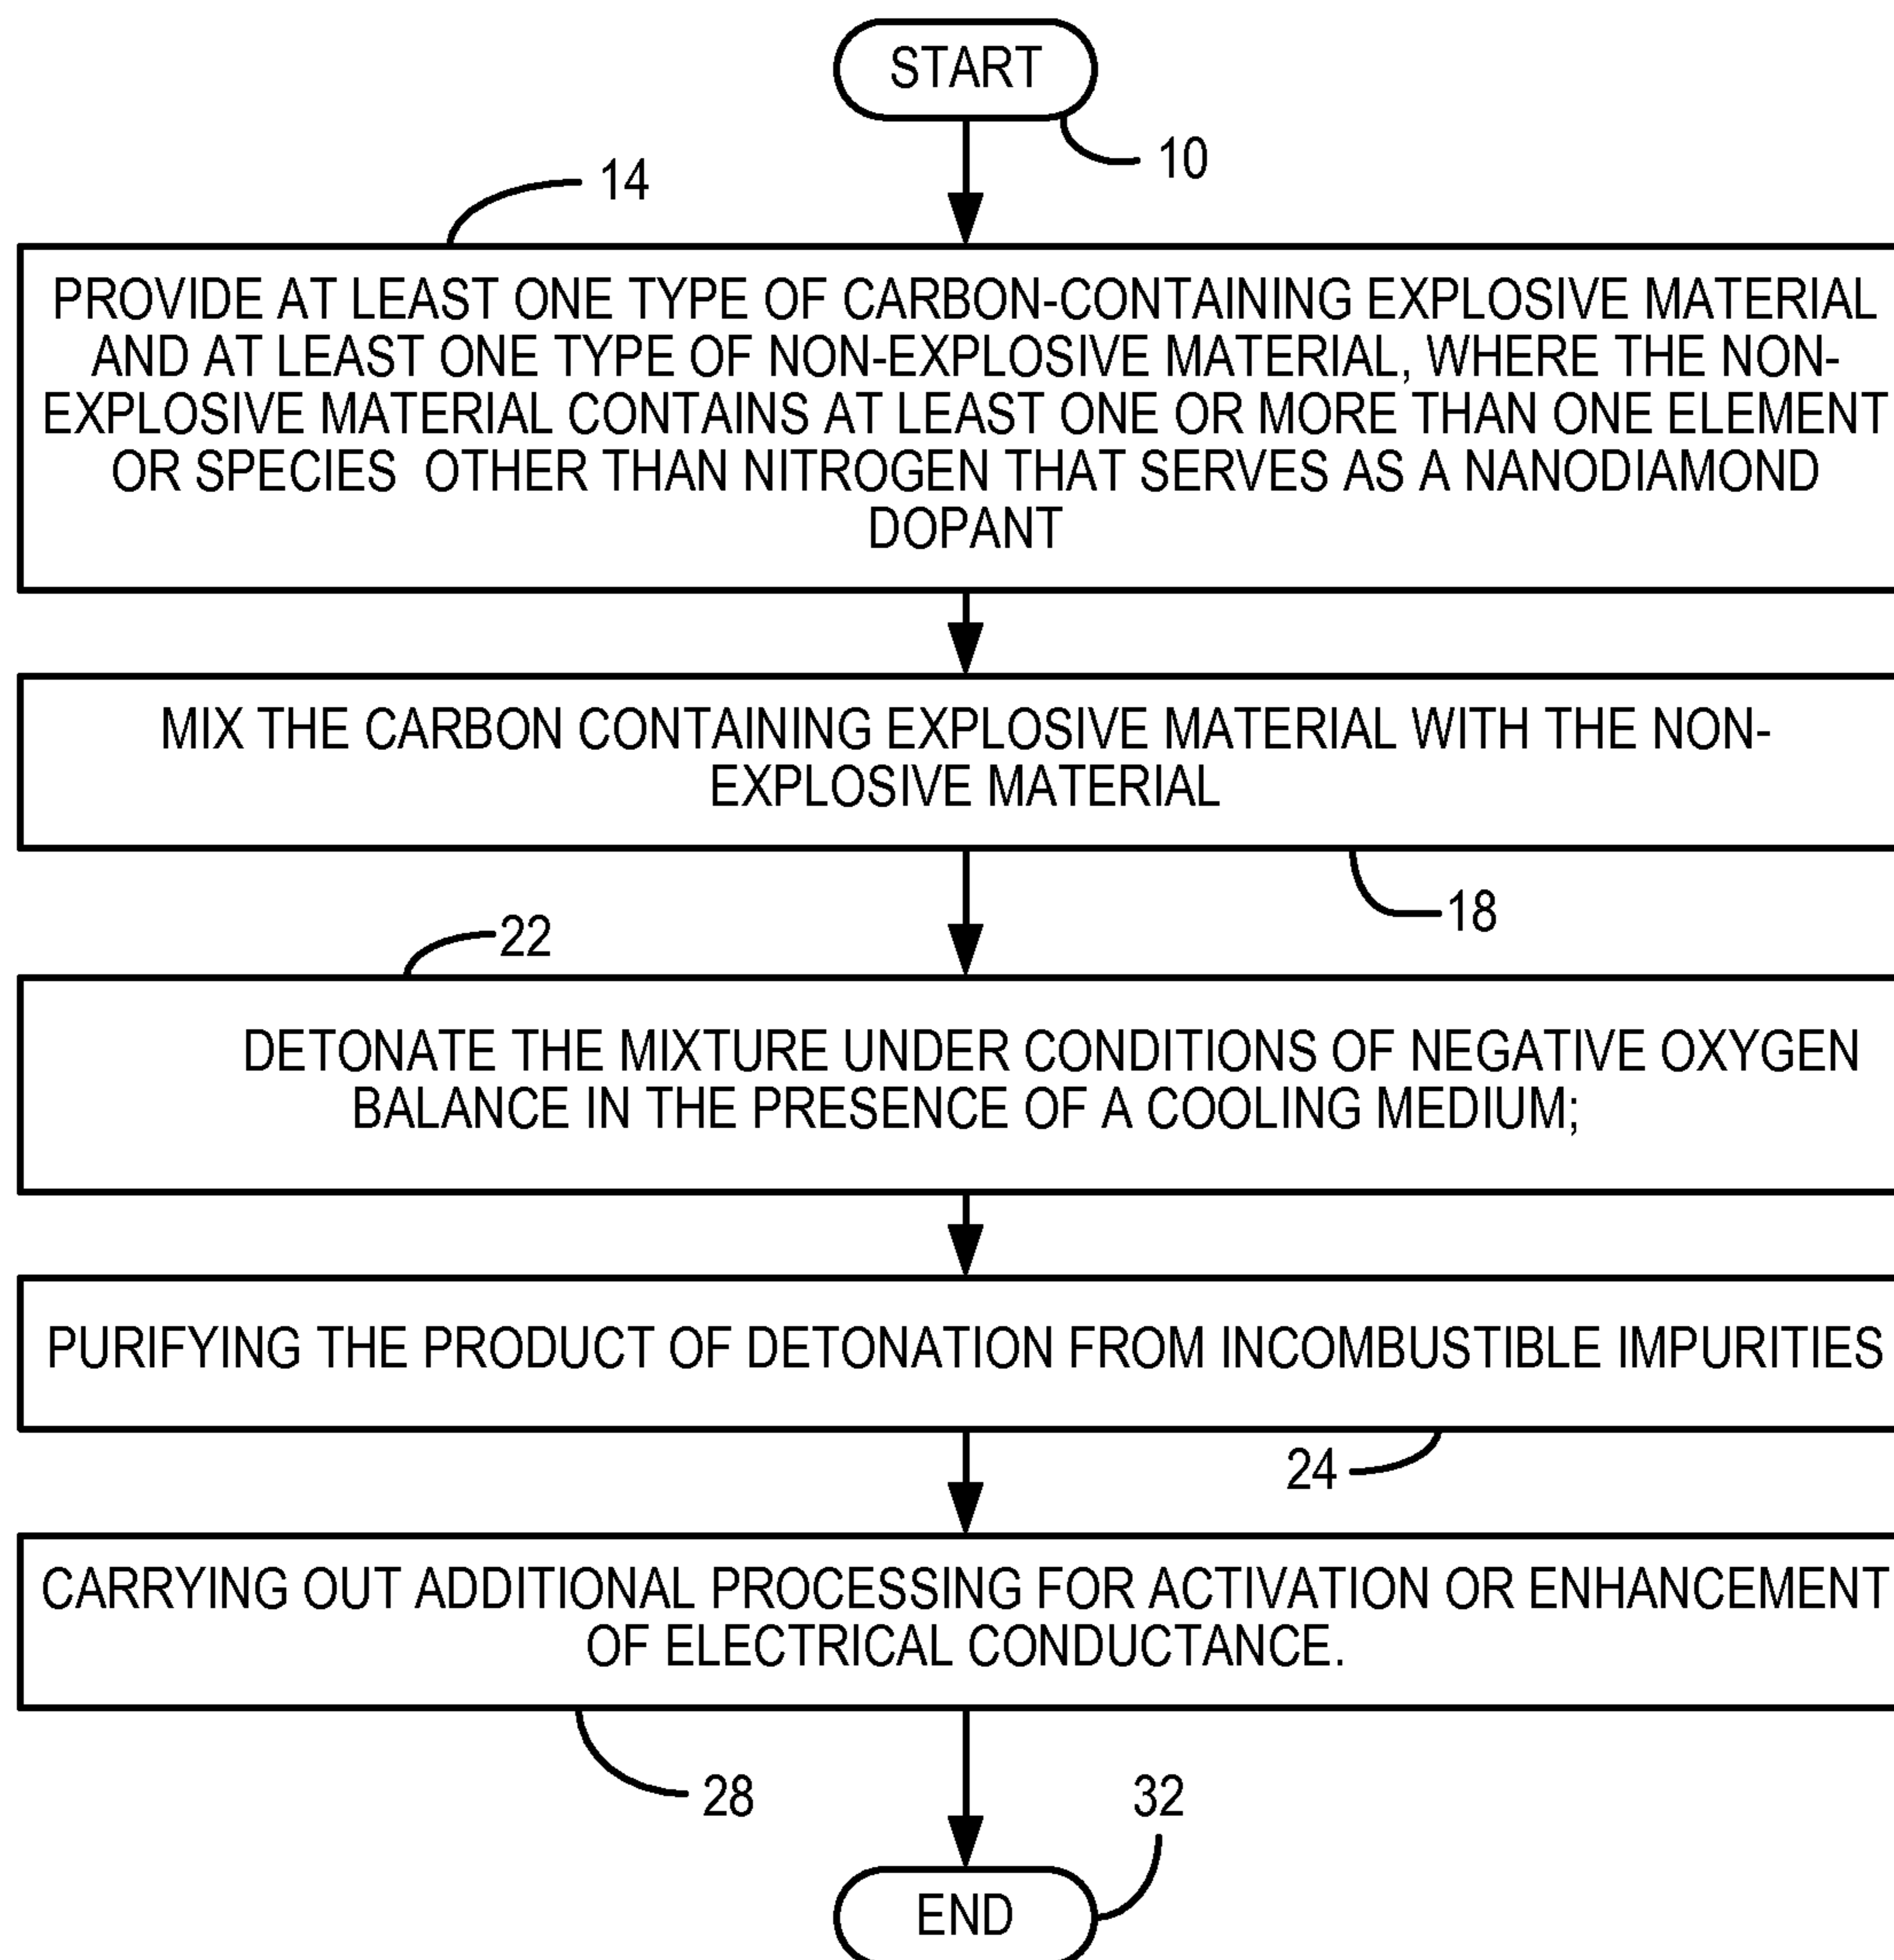 START
10
14
PROVIDE AT LEAST ONE TYPE OF CARBON-CONTAINING EXPLOSIVE MATERIAL
AND AT LEAST ONE TYPE OF NON-EXPLOSIVE MATERIAL, WHERE THE NON-
EXPLOSIVE MATERIAL CONTAINS AT LEAST ONE OR MORE THAN ONE ELEMENT
OR SPECIES OTHER THAN NITROGEN THAT SERVES AS A NANODIAMOND
DOPANT
MIX THE CARBON CONTAINING EXPLOSIVE MATERIAL WITH THE NON-
EXPLOSIVE MATERIAL
18
22
DETONATE THE MIXTURE UNDER CONDITIONS OF NEGATIVE OXYGEN
BALANCE IN THE PRESENCE OF A COOLING MEDIUM;
PURIFYING THE PRODUCT OF DETONATION FROM INCOMBUSTIBLE IMPURITIES
24
CARRYING OUT ADDITIONAL PROCESSING FOR ACTIVATION OR ENHANCEMENT
OF ELECTRICAL CONDUCTANCE.
28
32
END